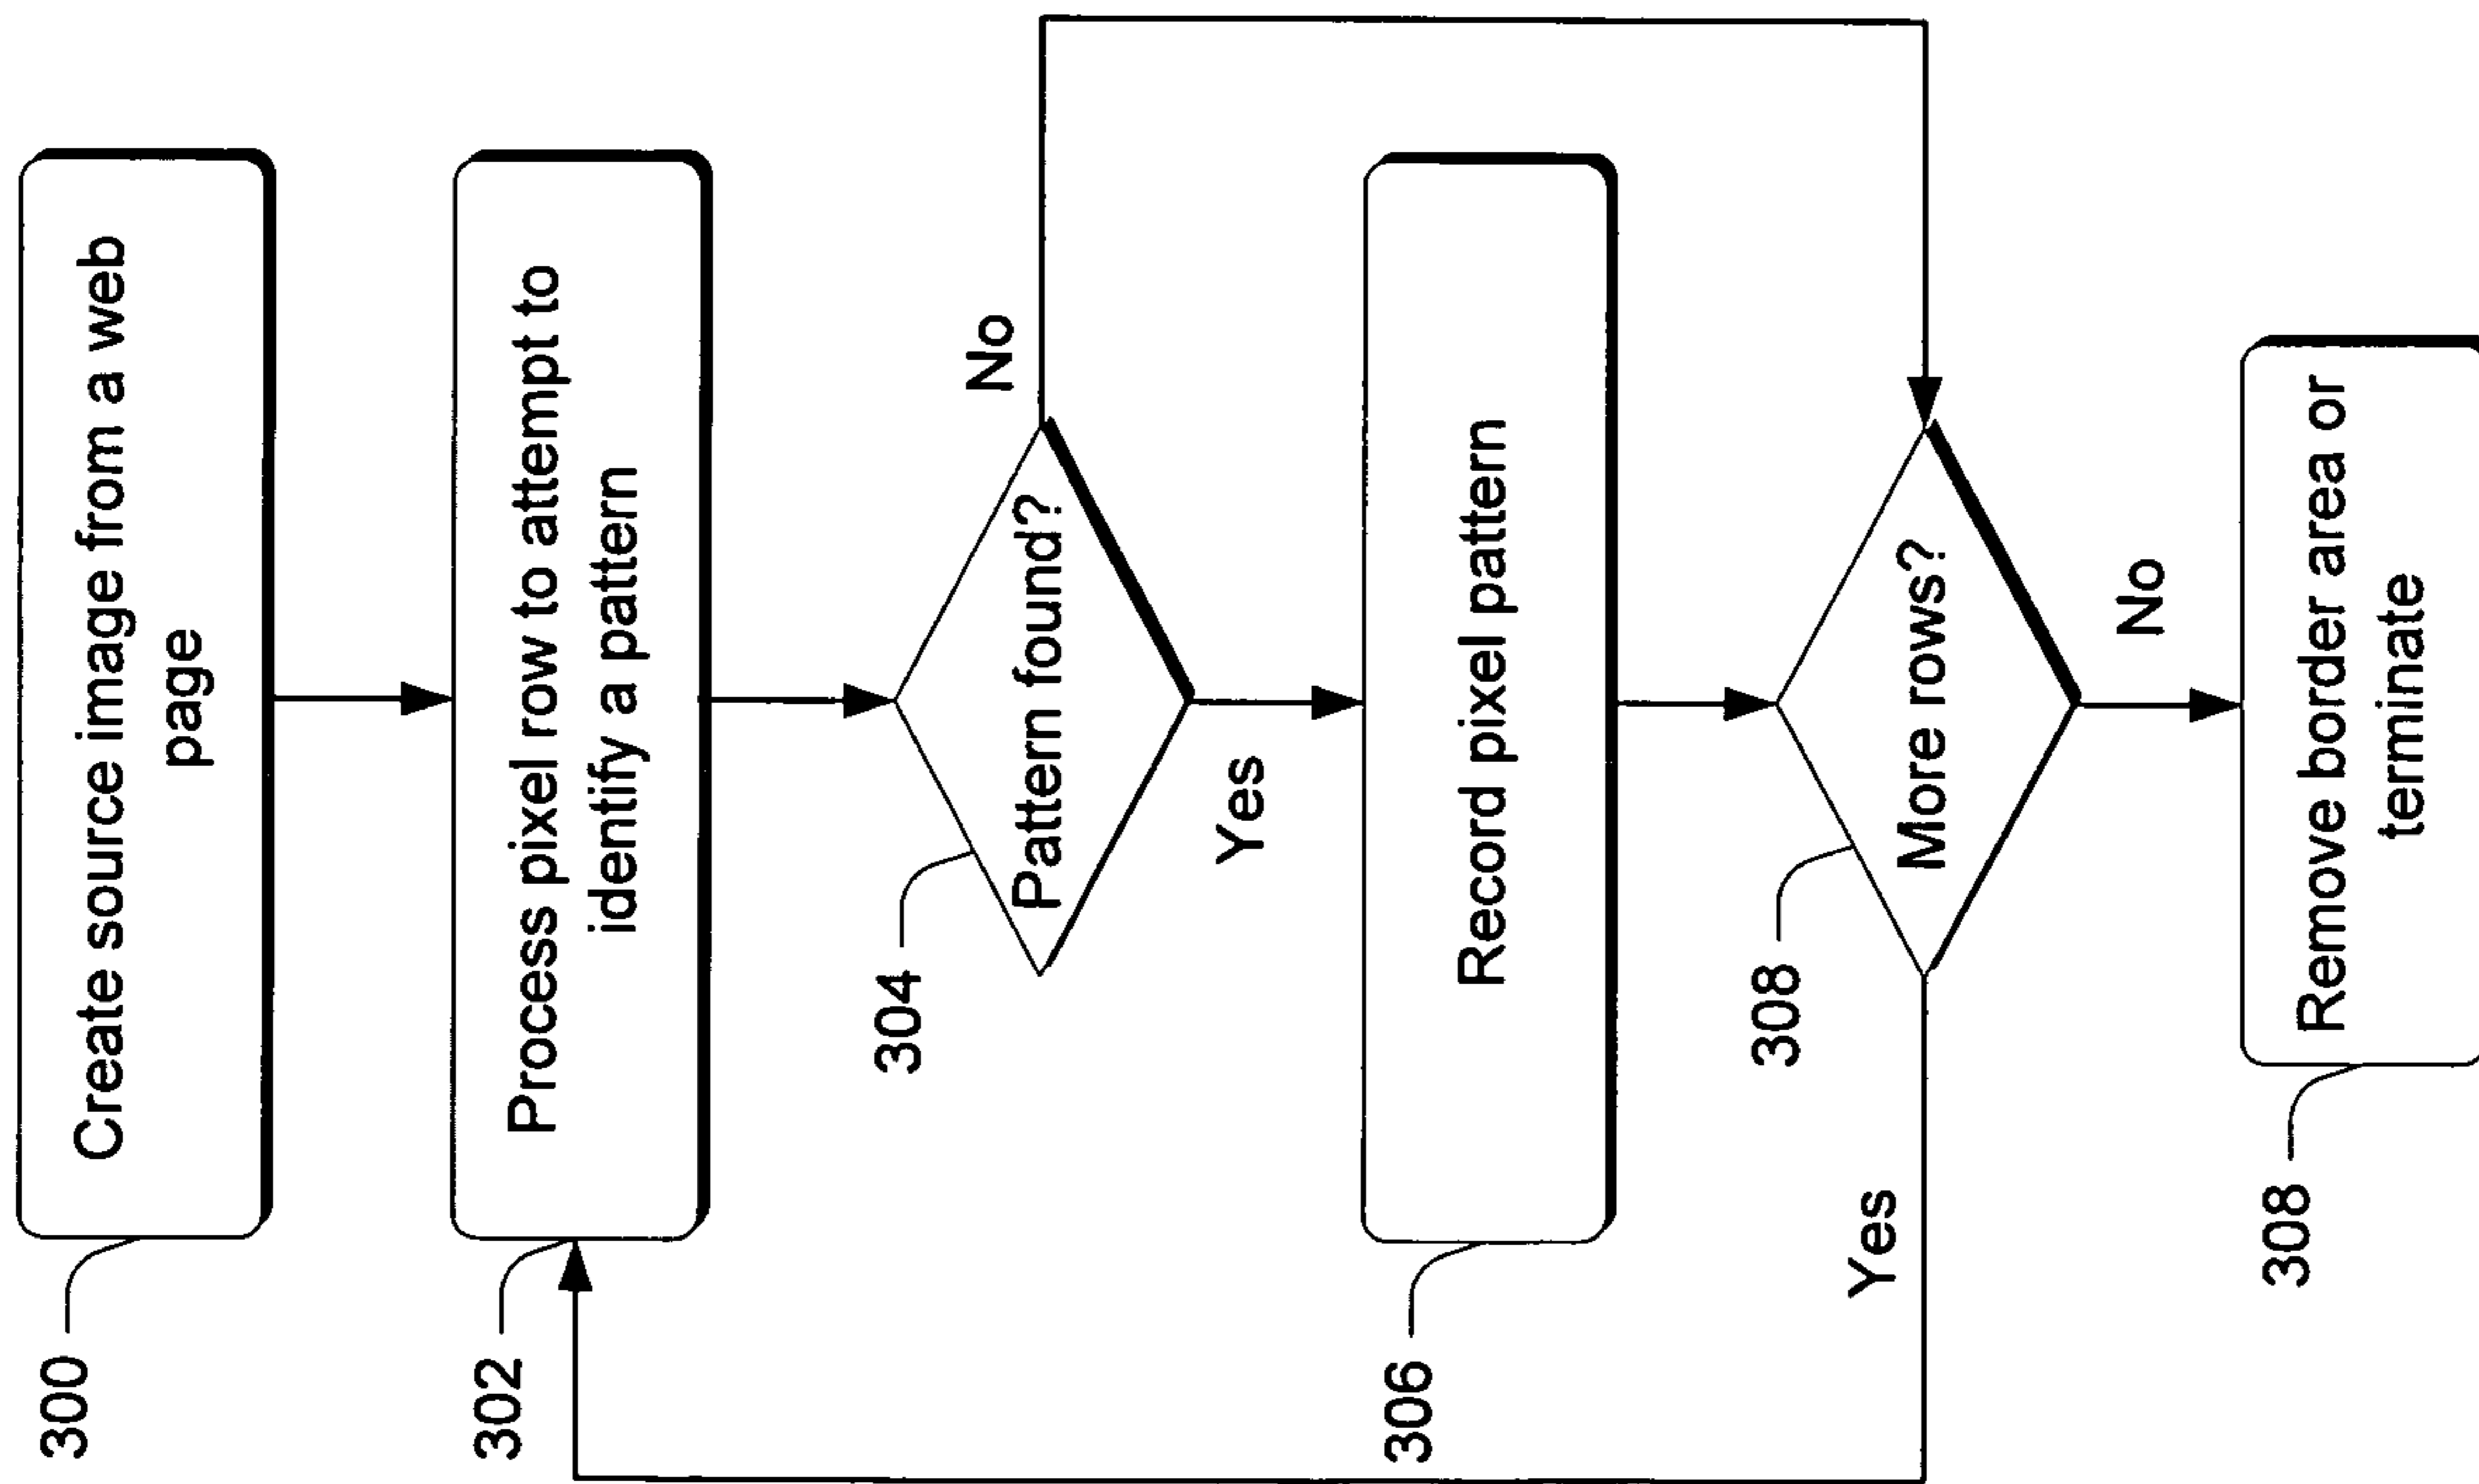 300
Create source image from a web
page
302
Process pixel row to attempt to
identify a pattern
304
Pattern found?
No
Yes
306
Record pixel pattern
308
More rows?
Yes
No
308
Remove border area or
terminate